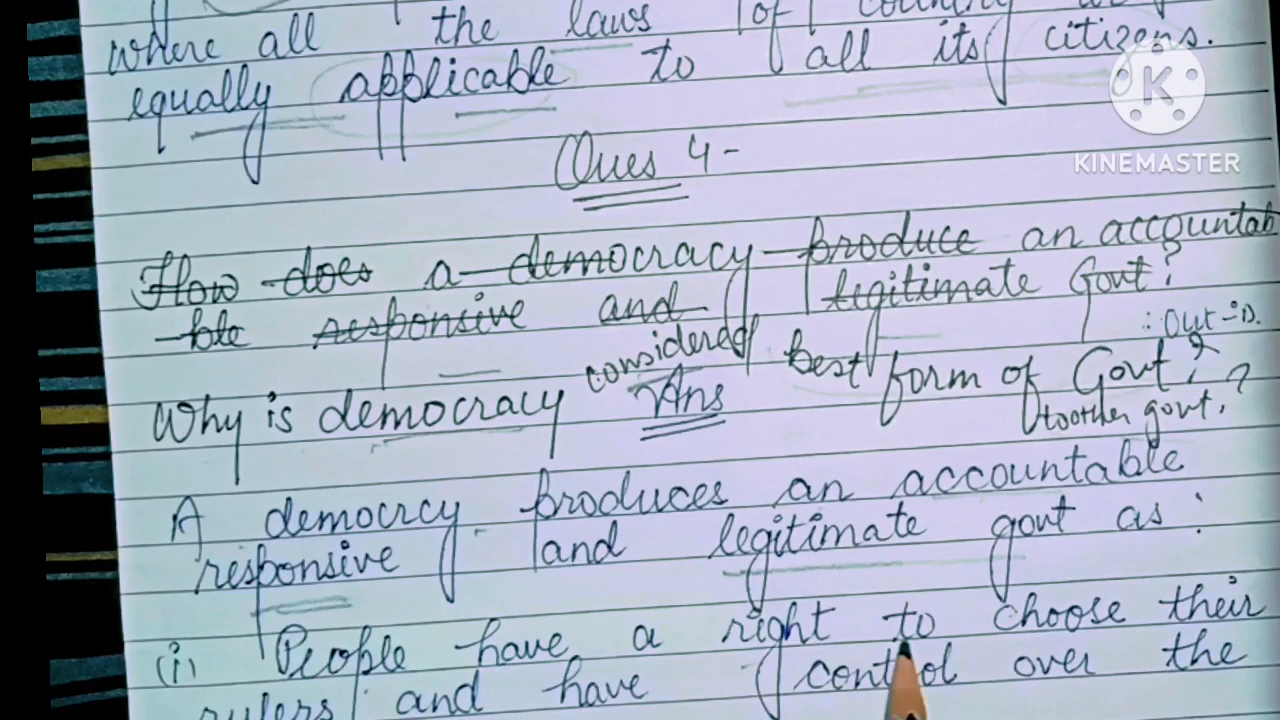 where all the laws of country
equally applicable to all its citizens.
K
KINEMASTER
Ques 4-
How does a democracy produce an accountab
-ble responsive and legitimate Govt?
: Out -is.
Why is democracy considered best form of Govt?
to other govt.?
Ans
A democrcy produces an accountable
responsive and legitimate govt as :
(i) People have a right to choose their
rulers and have control over the